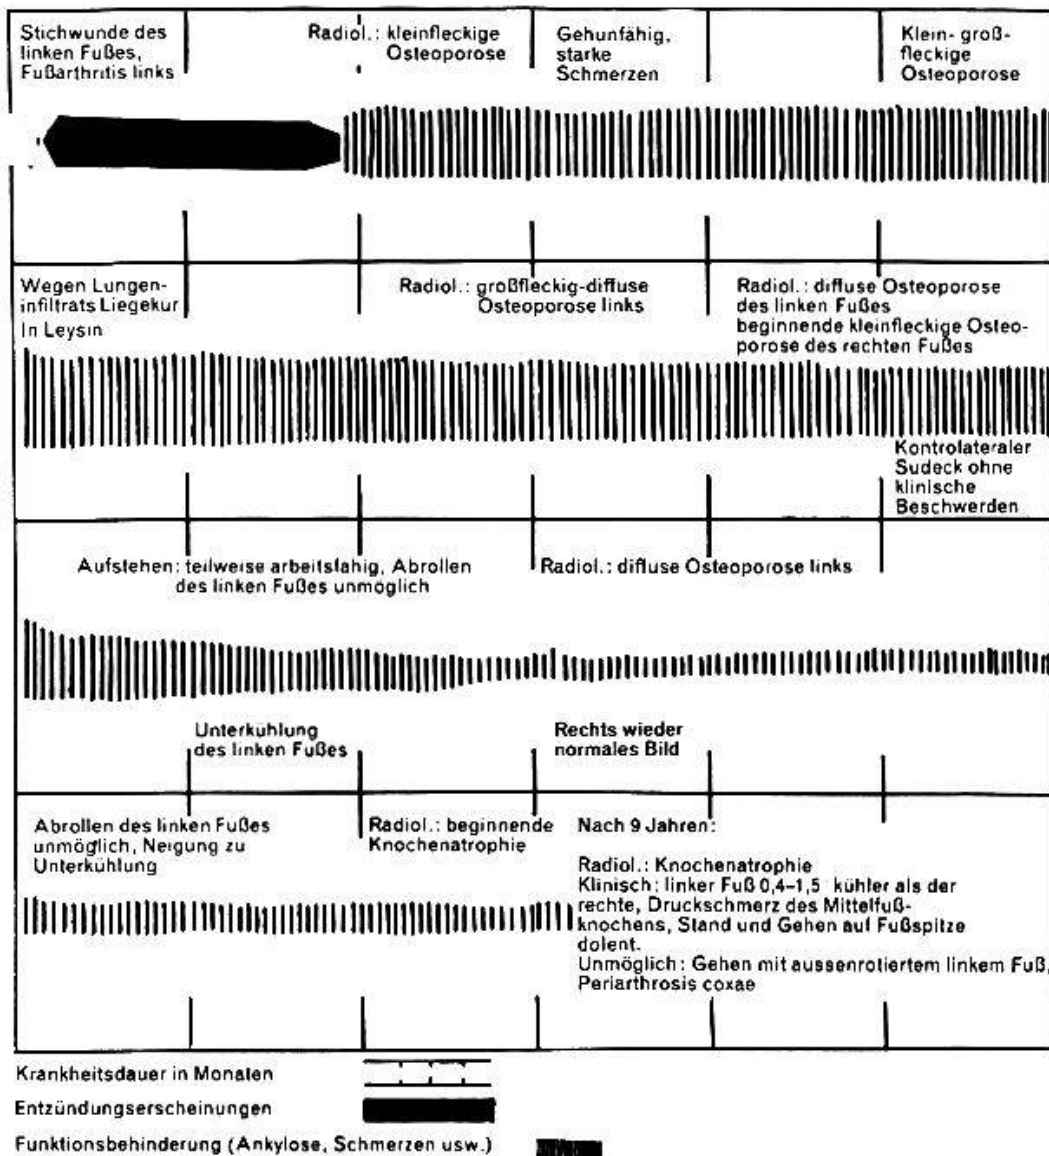 Stichwunde des
linken Fußes,
Fußarthritis links
Radiol.: kleinfleckige
Osteoporose
Gehunfähig,
starke
Schmerzen
Klein- groß-
fleckige
Osteoporose
Wegen Lungen-
infiltrats Liegekur
In Leysin
Radiol.: großfleckig-diffuse
Osteoporose links
Radiol.: diffuse Osteoporose
des linken Fußes
beginnende kleinfleckige Osteo-
porose des rechten Fußes
Kontrolateraler
Sudeck ohne
klinische
Beschwerden
Aufstehen: teilweise arbeitsfahig, Abrollen
des linken Fußes unmöglich
Radiol.: diffuse Osteoporose links
Unterkühlung
des linken Fußes
Rechts wieder
normales Bild
Abrollen des linken Fußes
unmöglich, Neigung zu
Unterkühlung
Radiol.: beginnende
Knochenatrophie
Nach 9 Jahren:
Radiol.: Knochenatrophie
Klinisch: linker Fuß 0,4–1,5 kühler als der
rechte, Druckschmerz des Mittelfuß-
knochens, Stand und Gehen auf Fußspitze
dolent.
Unmöglich: Gehen mit aussenrotiertem linkem Fuß,
Periarthrosis coxae
Krankheitsdauer in Monaten
Entzündungserscheinungen
Funktionsbehinderung (Ankylose, Schmerzen usw.)